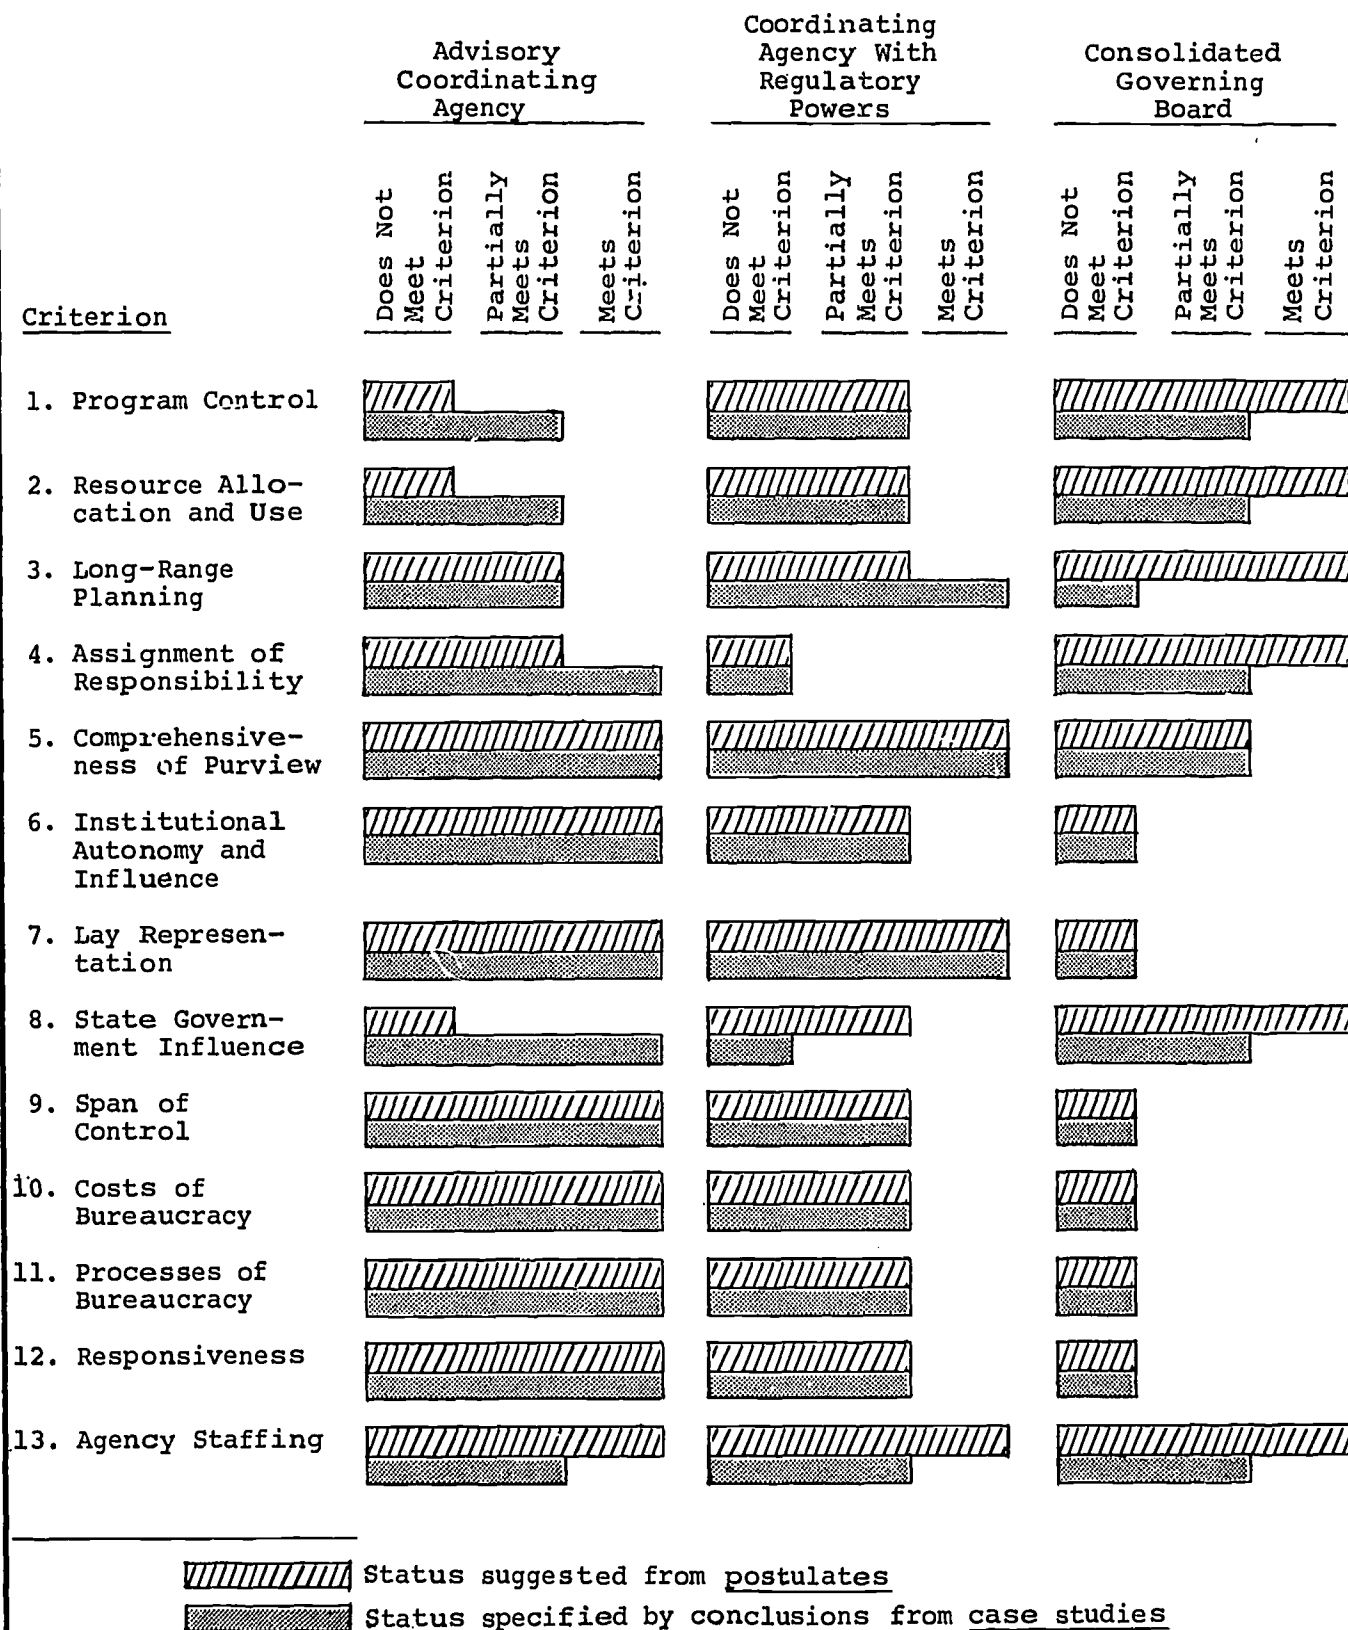 Advisory
Coordinating
Agency
Coordinating
Agency With
Regulatory
Powers
Consolidated
Governing
Board
Criterion
Does Not
Meet
Criterion
Partially
Meets
Criterion
Meets
Criterion
Does Not
Meet
Criterion
Partially
Meets
Criterion
Meets
Criterion
Does Not
Meet
Criterion
Partially
Meets
Criterion
Meets
Criterion
1. Program Control
2. Resource Allo-
cation and Use
3. Long-Range
Planning
4. Assignment of
Responsibility
5. Comprehensive-
ness of Purview
6. Institutional
Autonomy and
Influence
7. Lay Represen-
tation
8. State Govern-
ment Influence
9. Span of
Control
10. Costs of
Bureaucracy
11. Processes of
Bureaucracy
12. Responsiveness
13. Agency Staffing
Status suggested from postulates
Status specified by conclusions from case studies